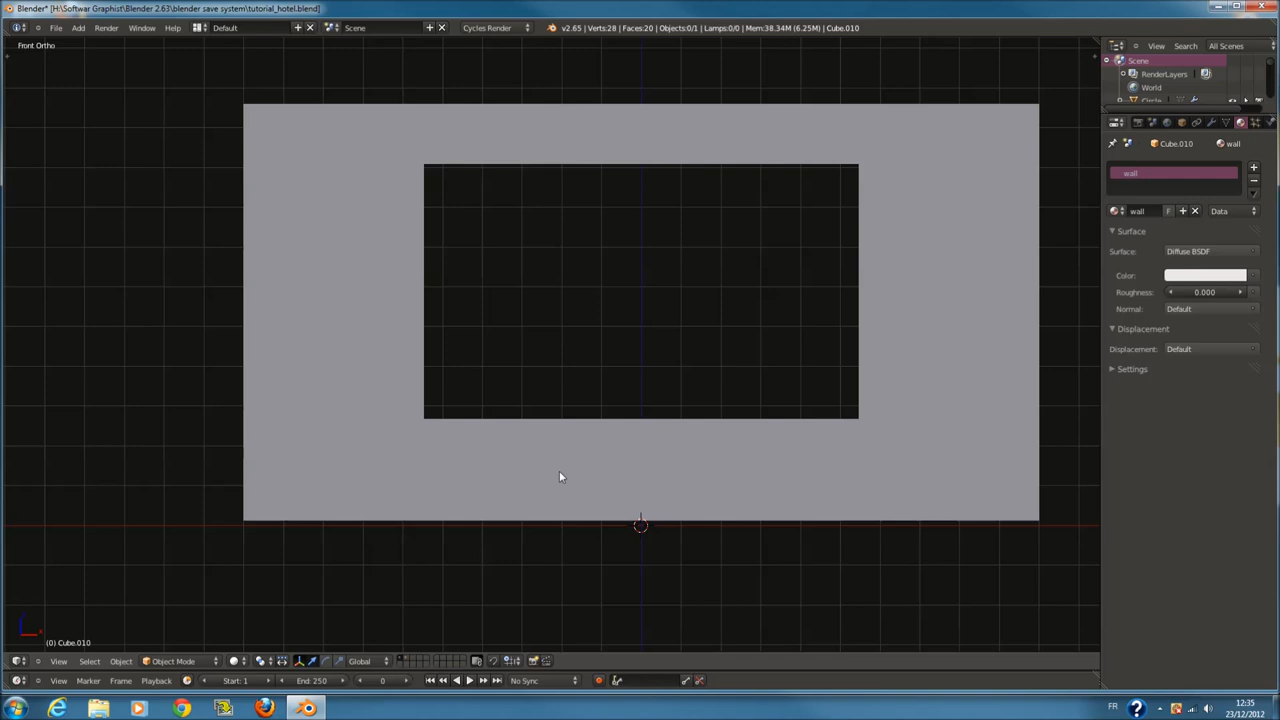 Blender* [H:\Softwar Graphist\Blender 2.63\blender save system\tutorial_hotel.blend]
File Add Render Window Help Default Scene Cycles Render v2.65 | Verts:28 | Faces:20 | Objects:0/1 | Lamps:0/0 | Mem:38.34M (6.25M) | Cube.010
Front Ortho
View Search All Scenes
Scene
RenderLayers
World
Circle
Cube.010 wall
wall
wall F Data
Surface
Surface: Diffuse BSDF
Color:
Roughness: 0.000
Normal: Default
Displacement
Displacement: Default
Settings
(0) Cube.010
View Select Object Object Mode Global
View Marker Frame Playback Start: 1 End: 250 0 No Sync
FR 12:35
23/12/2012